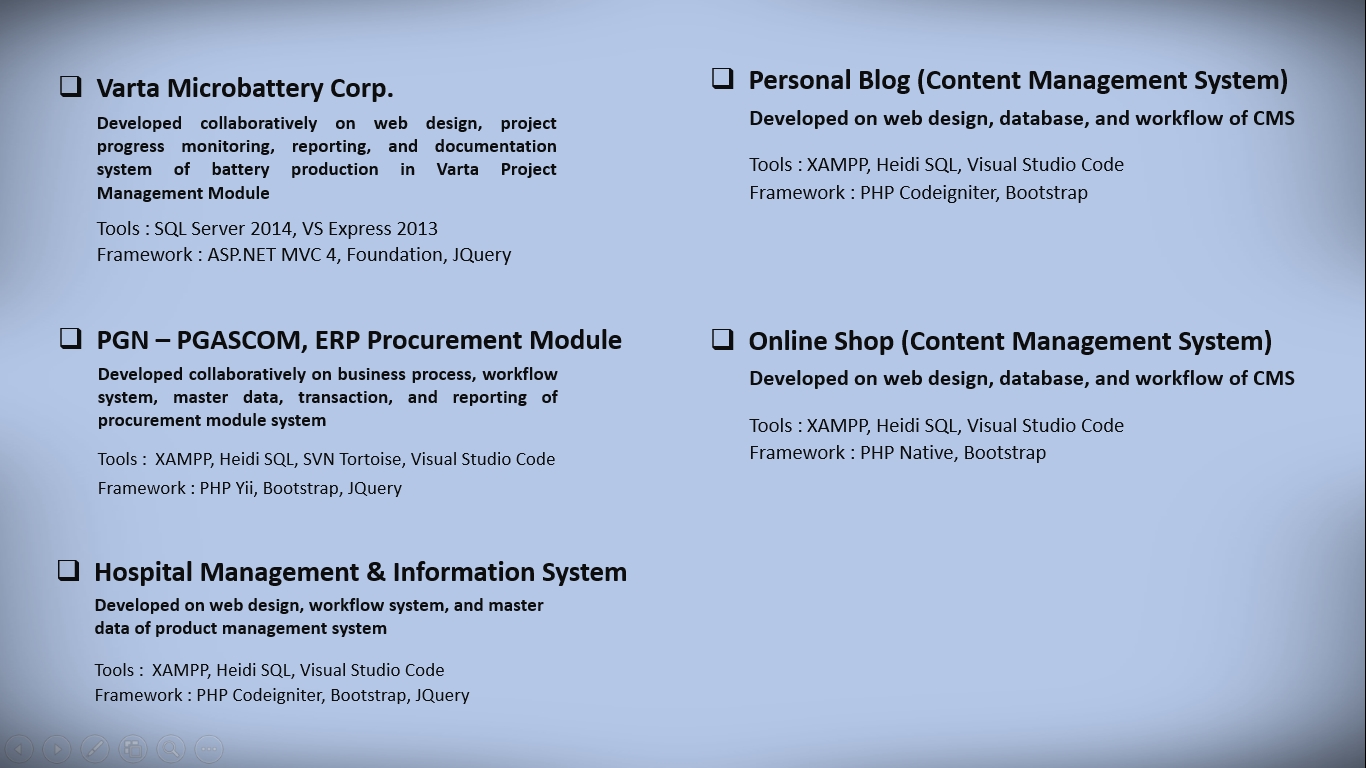 Varta Microbattery Corp.
Developed collaboratively on web design, project
progress monitoring, reporting, and documentation
system of battery production in Varta Project
Management Module
Tools : SQL Server 2014, VS Express 2013
Framework : ASP.NET MVC 4, Foundation, JQuery
PGN – PGASCOM, ERP Procurement Module
Developed collaboratively on business process, workflow
system, master data, transaction, and reporting of
procurement module system
Tools :  XAMPP, Heidi SQL, SVN Tortoise, Visual Studio Code
Framework : PHP Yii, Bootstrap, JQuery
Hospital Management & Information System
Developed on web design, workflow system, and master
data of product management system
Tools :  XAMPP, Heidi SQL, Visual Studio Code
Framework : PHP Codeigniter, Bootstrap, JQuery
Personal Blog (Content Management System)
Developed on web design, database, and workflow of CMS
Tools : XAMPP, Heidi SQL, Visual Studio Code
Framework : PHP Codeigniter, Bootstrap
Online Shop (Content Management System)
Developed on web design, database, and workflow of CMS
Tools : XAMPP, Heidi SQL, Visual Studio Code
Framework : PHP Native, Bootstrap